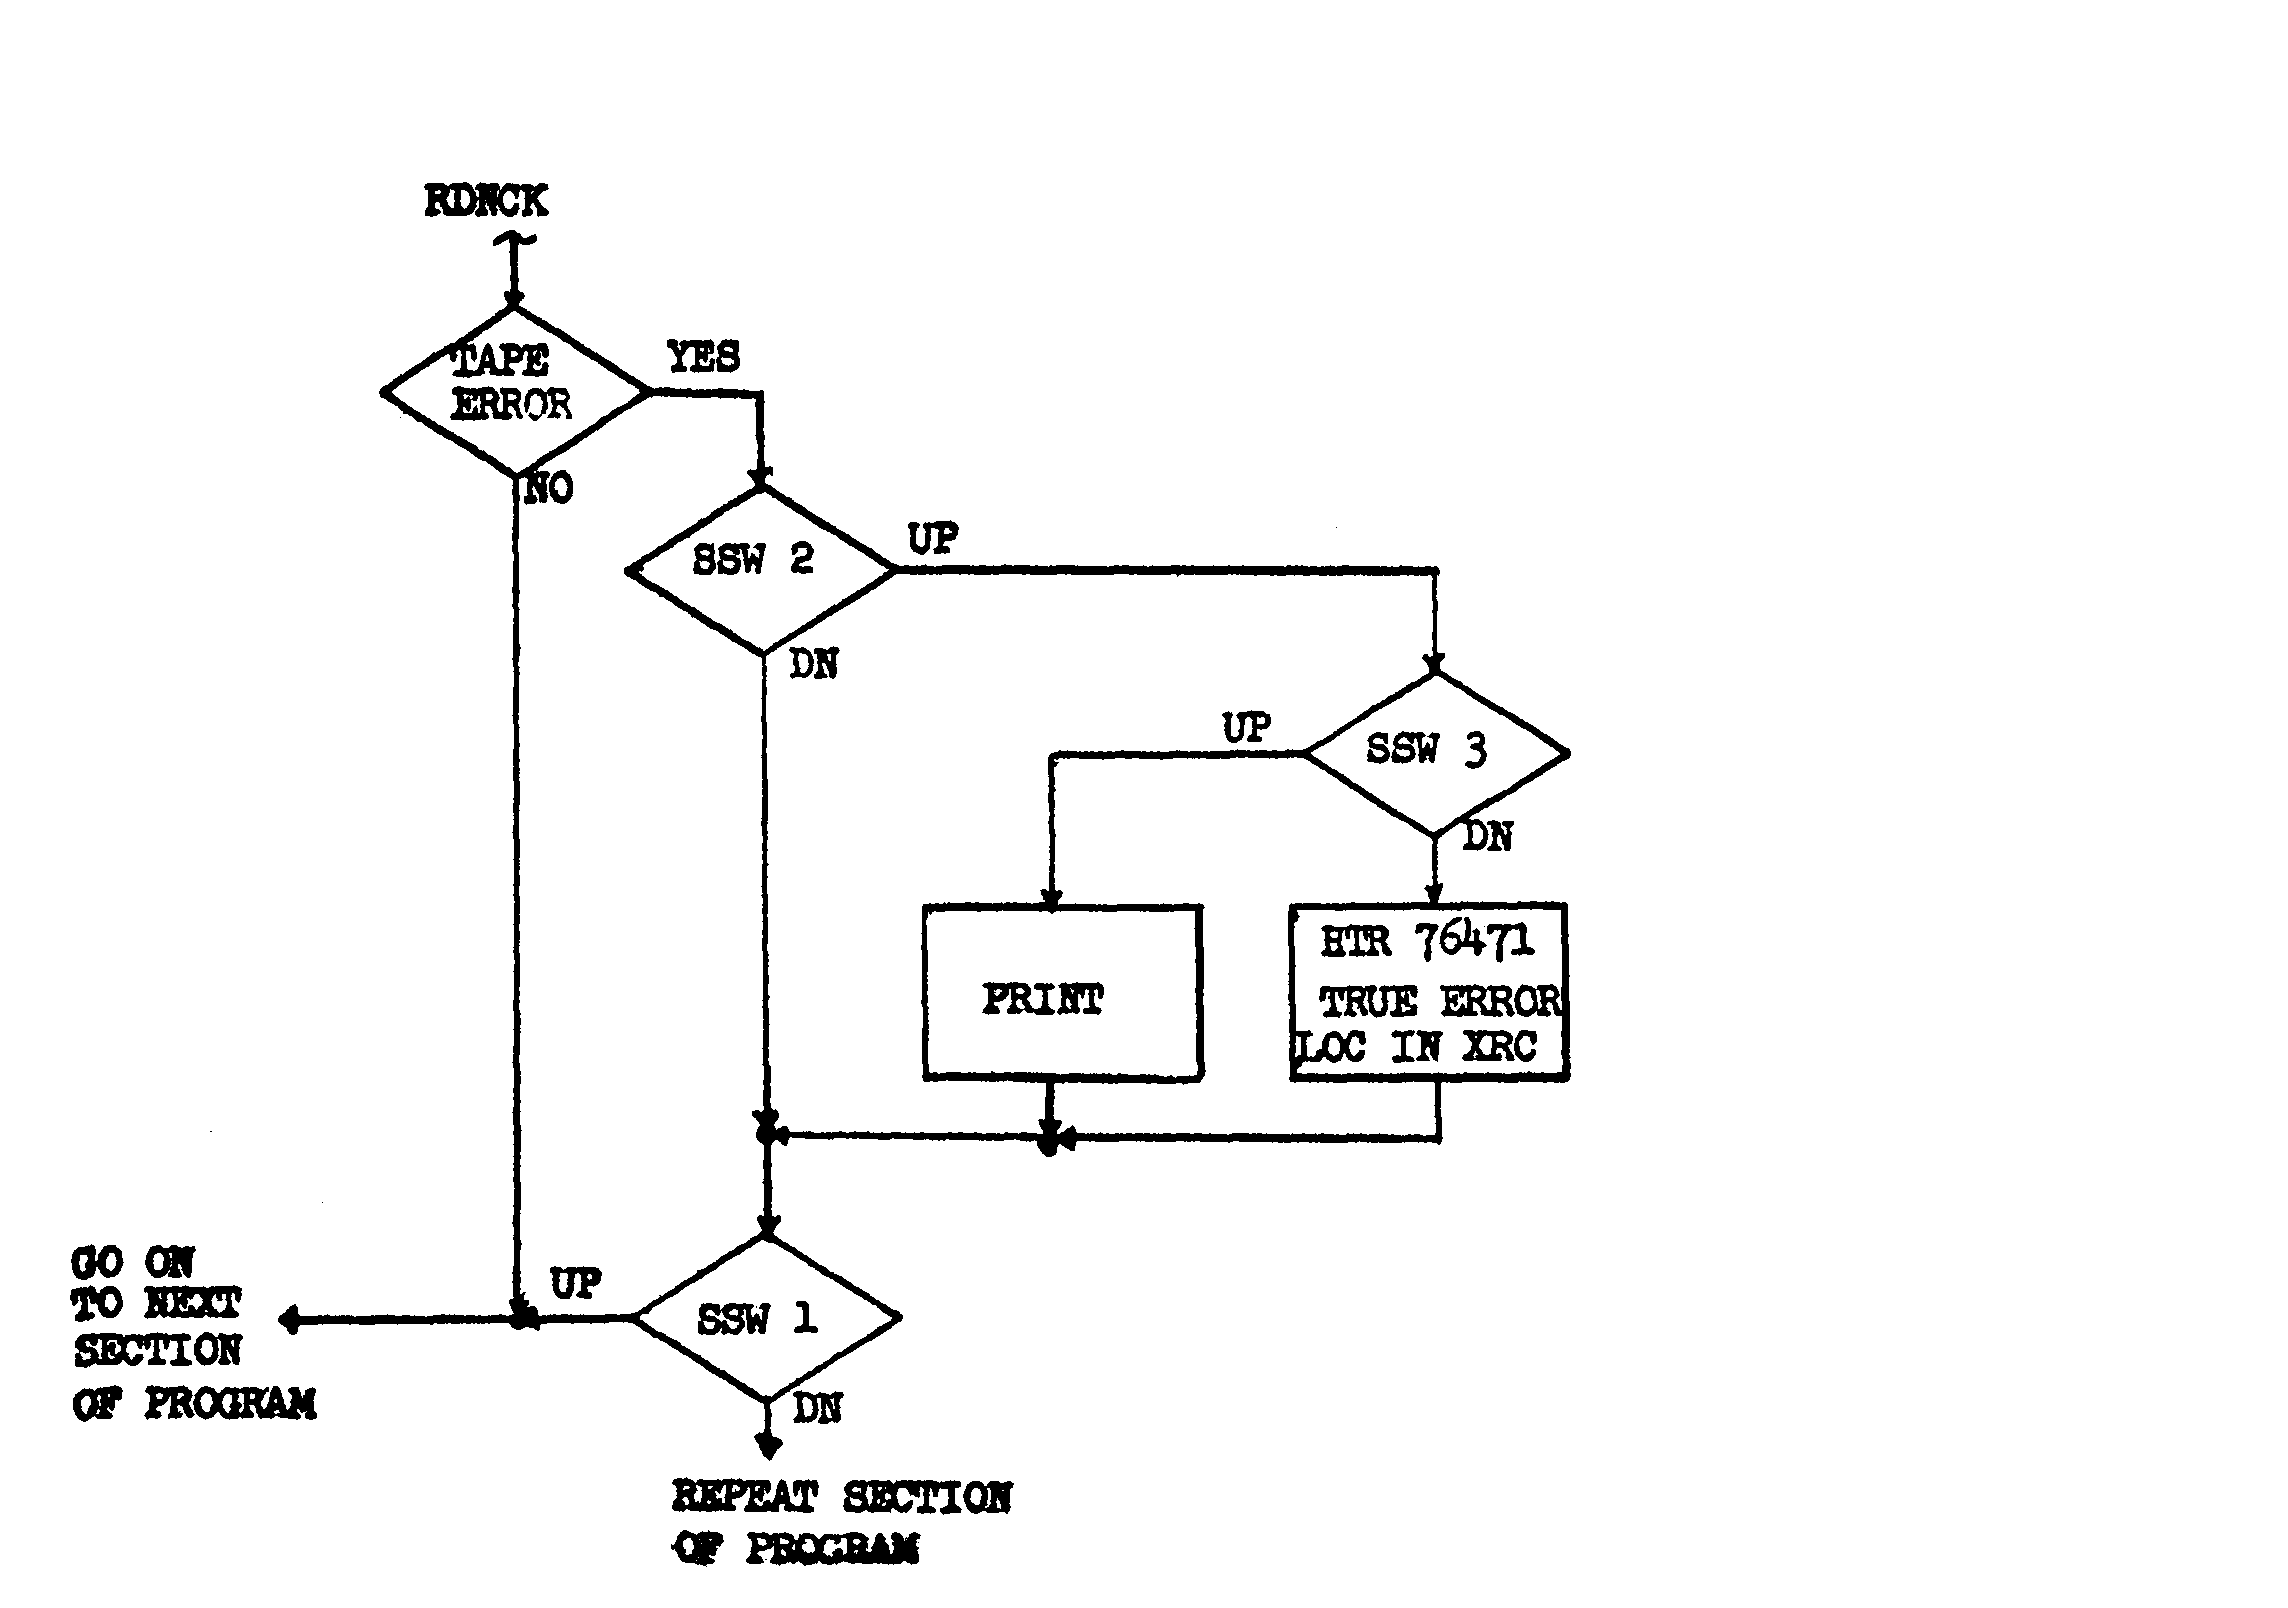 RDNCK
TAPE
ERROR
YES
NO
SSW 2
UP
DN
UP
SSW 3
DN
PRINT
HTR 76471
TRUE ERROR
LOC IN XRC
GO ON
TO NEXT
SECTION
OF PROGRAM
UP
SSW 1
DN
REPEAT SECTION
OF PROGRAM